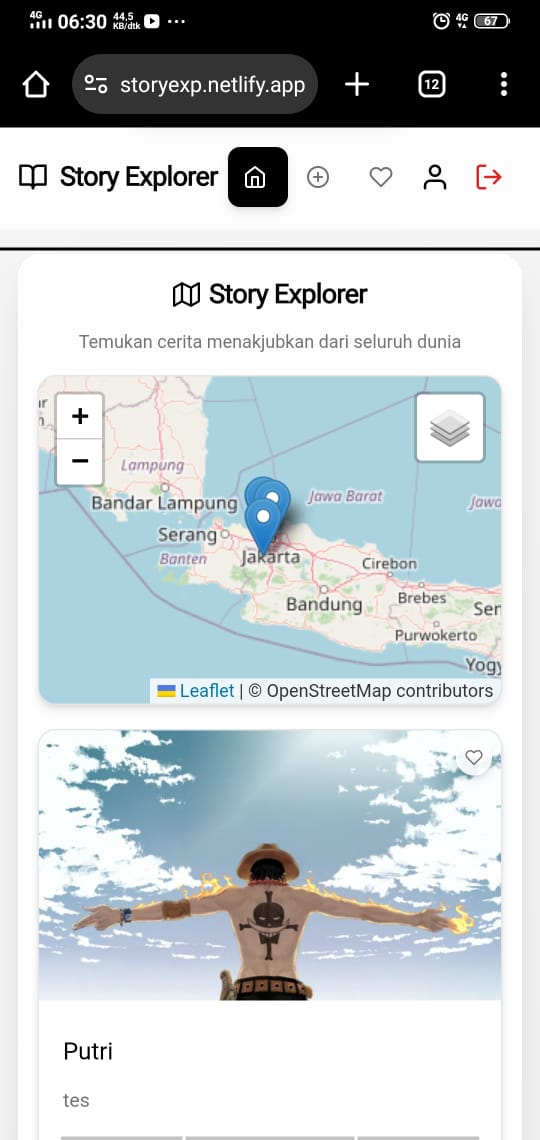 4G 06:30 44,5 KB/dtk 4G 67
storyexp.netlify.app 12
Story Explorer
Story Explorer
Temukan cerita menakjubkan dari seluruh dunia
+
−
Lampung
Bandar Lampung
Jawa Barat
Jawa
Serang
Banten
Jakarta
Cirebon
Bandung
Brebes
Purwokerto
Leaflet | © OpenStreetMap contributors
Putri
tes